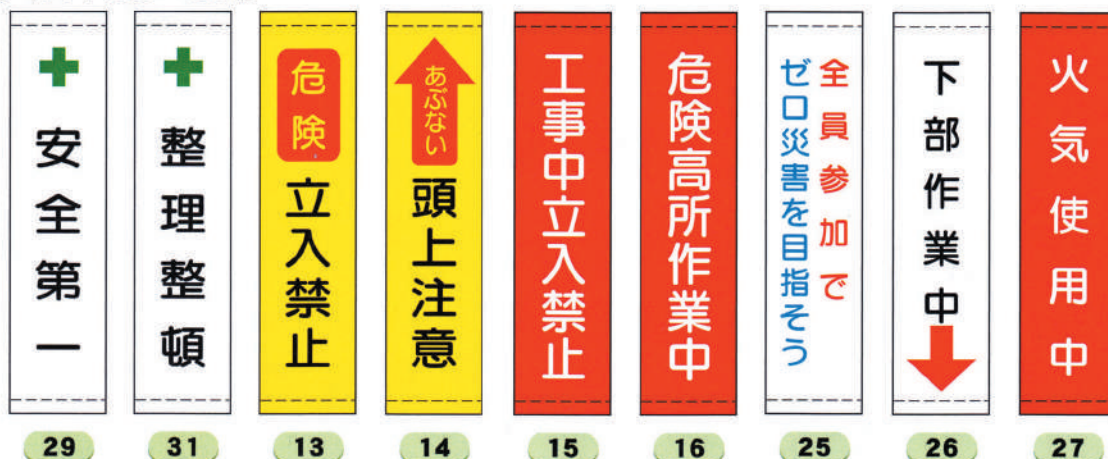 安全第一
整理整頓
危険
立入禁止
あぶない
頭上注意
工事中立入禁止
危険高所作業中
全員参加で
ゼロ災害を目指そう
下部作業中
火気使用中
29
31
13
14
15
16
25
26
27